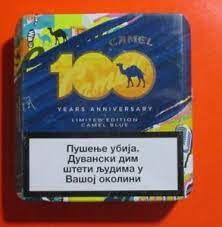 CAMEL
100
YEARS ANNIVERSARY
LIMITED EDITION
CAMEL BLUE
Пушење убија.
Дувански дим
штети људима у
Вашој околини